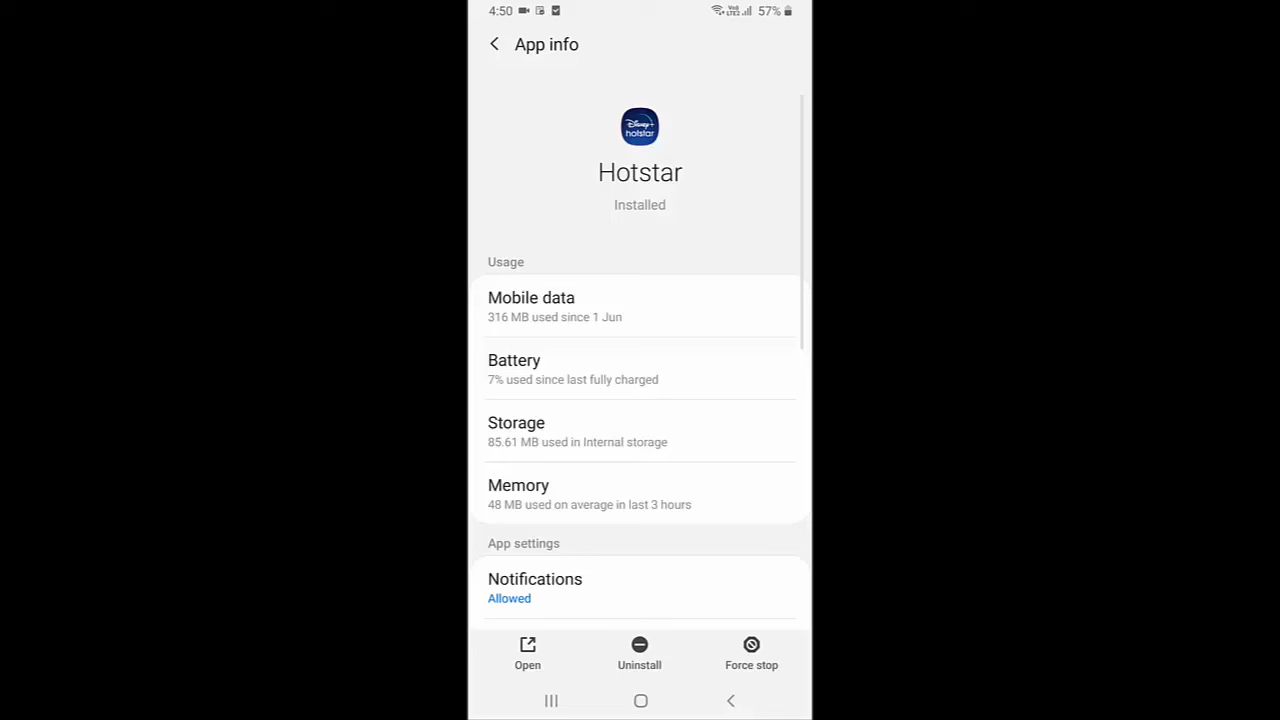 4:50
57%
App info
Disney+
hotstar
Hotstar
Installed
Usage
Mobile data
316 MB used since 1 Jun
Battery
7% used since last fully charged
Storage
85.61 MB used in Internal storage
Memory
48 MB used on average in last 3 hours
App settings
Notifications
Allowed
Open
Uninstall
Force stop